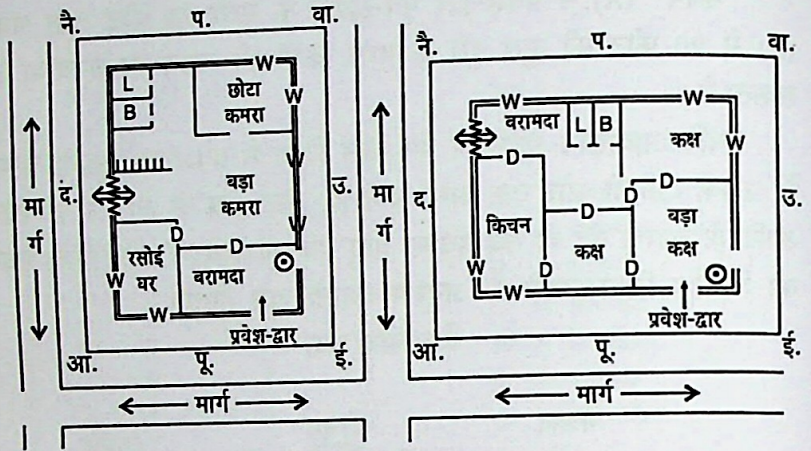 नै. प. वा.
L
B
छोटा
कमरा
W
W
W
W
मा
र्ग
द.
बड़ा
कमरा
उ.
रसोई
घर
D
D
बरामदा
W
W
प्रवेश-द्वार
आ. पू. ई.
मार्ग
मा
र्ग
नै. प. वा.
W
W
बरामदा
L B
कक्ष
W
D
D
द.
किचन
D
कक्ष
बड़ा
कक्ष
उ.
W
W
D
D
प्रवेश-द्वार
आ. पू. ई.
मार्ग